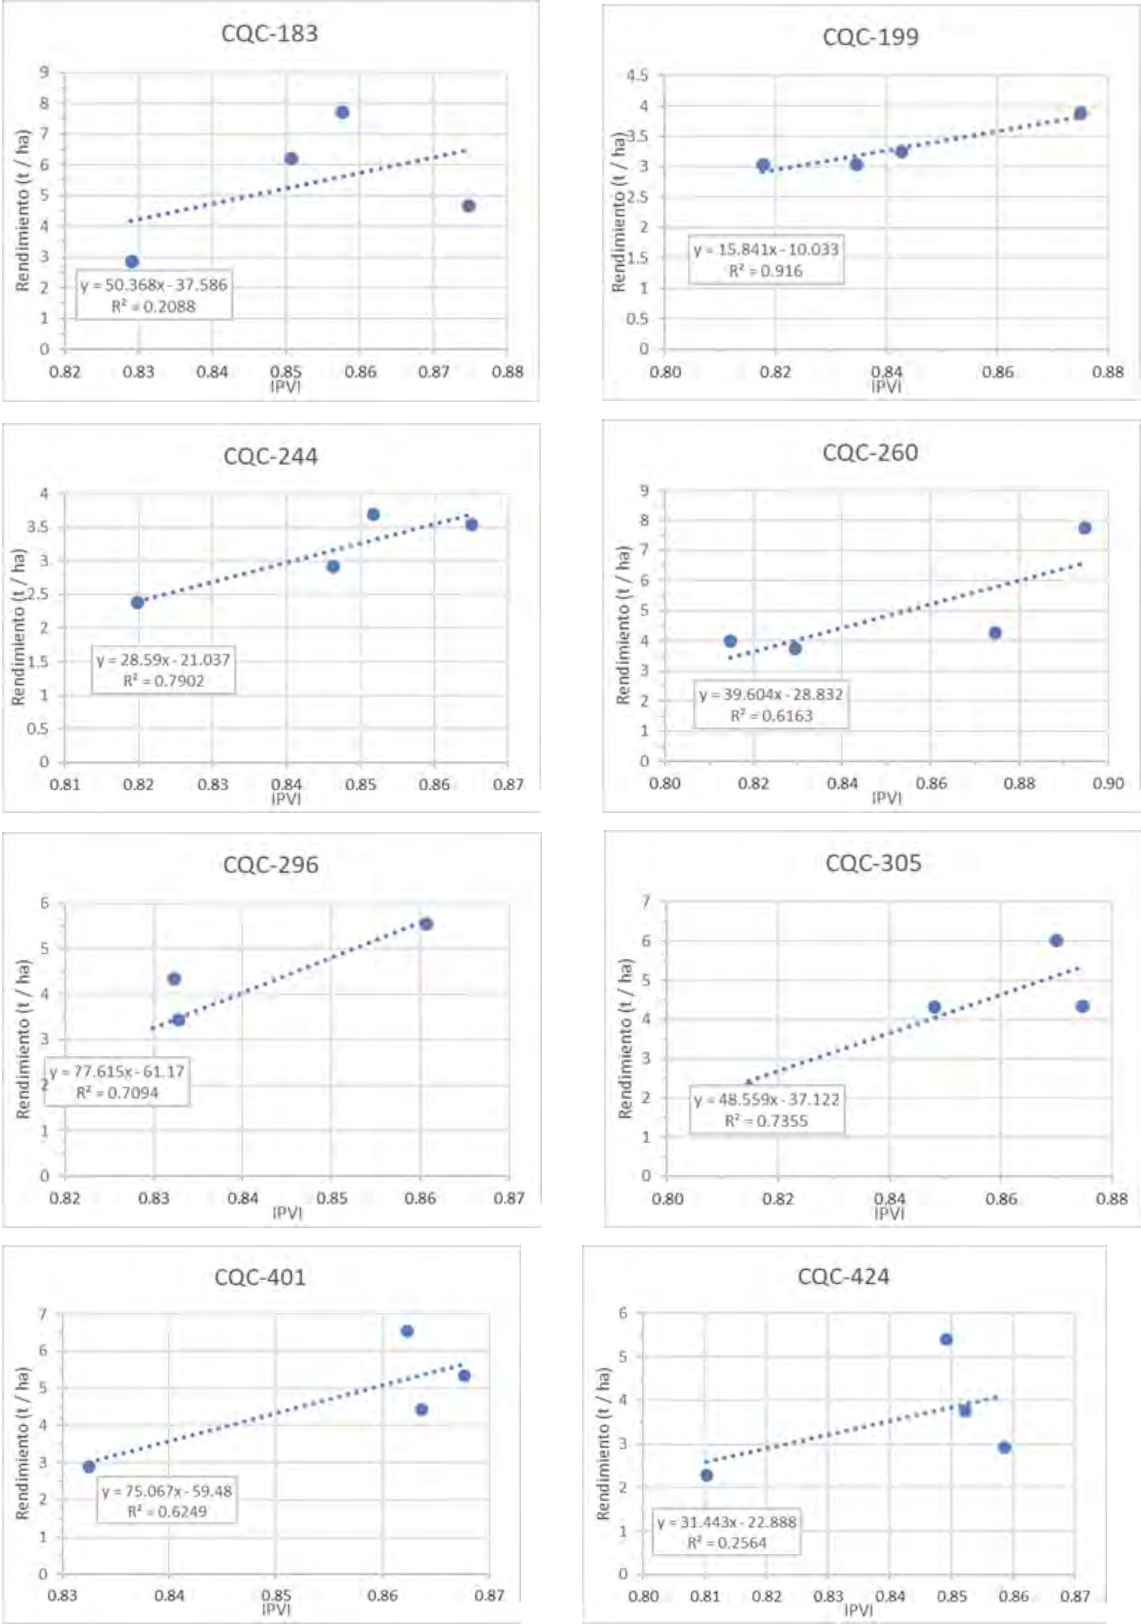 CQC-183
Rendimiento (t / ha)
9
8
7
6
5
4
3
2
1
0
y = 50.368x - 37.586
R² = 0.2088
0.82 0.83 0.84 0.85 0.86 0.87 0.88
IPVI
CQC-199
Rendimiento (t / ha)
4.5
4
3.5
3
2.5
2
1.5
1
0.5
0
y = 15.841x - 10.033
R² = 0.916
0.80 0.82 0.84 0.86 0.88
IPVI
CQC-244
Rendimiento (t / ha)
4
3.5
3
2.5
2
1.5
1
0.5
0
y = 28.59x - 21.037
R² = 0.7902
0.81 0.82 0.83 0.84 0.85 0.86 0.87
IPVI
CQC-260
Rendimiento (t / ha)
9
8
7
6
5
4
3
2
1
0
y = 39.604x - 28.832
R² = 0.6163
0.80 0.82 0.84 0.86 0.88 0.90
IPVI
CQC-296
Rendimiento (t / ha)
6
5
4
3
2
1
0
y = 77.615x - 61.17
R² = 0.7094
0.82 0.83 0.84 0.85 0.86 0.87
IPVI
CQC-305
Rendimiento (t / ha)
7
6
5
4
3
2
1
0
y = 48.559x - 37.122
R² = 0.7355
0.80 0.82 0.84 0.86 0.88
IPVI
CQC-401
Rendimiento (t / ha)
7
6
5
4
3
2
1
0
y = 75.067x - 59.48
R² = 0.6249
0.83 0.84 0.85 0.86 0.87
IPVI
CQC-424
Rendimiento (t / ha)
6
5
4
3
2
1
0
y = 31.443x - 22.888
R² = 0.2564
0.80 0.81 0.82 0.83 0.84 0.85 0.86 0.87
IPVI